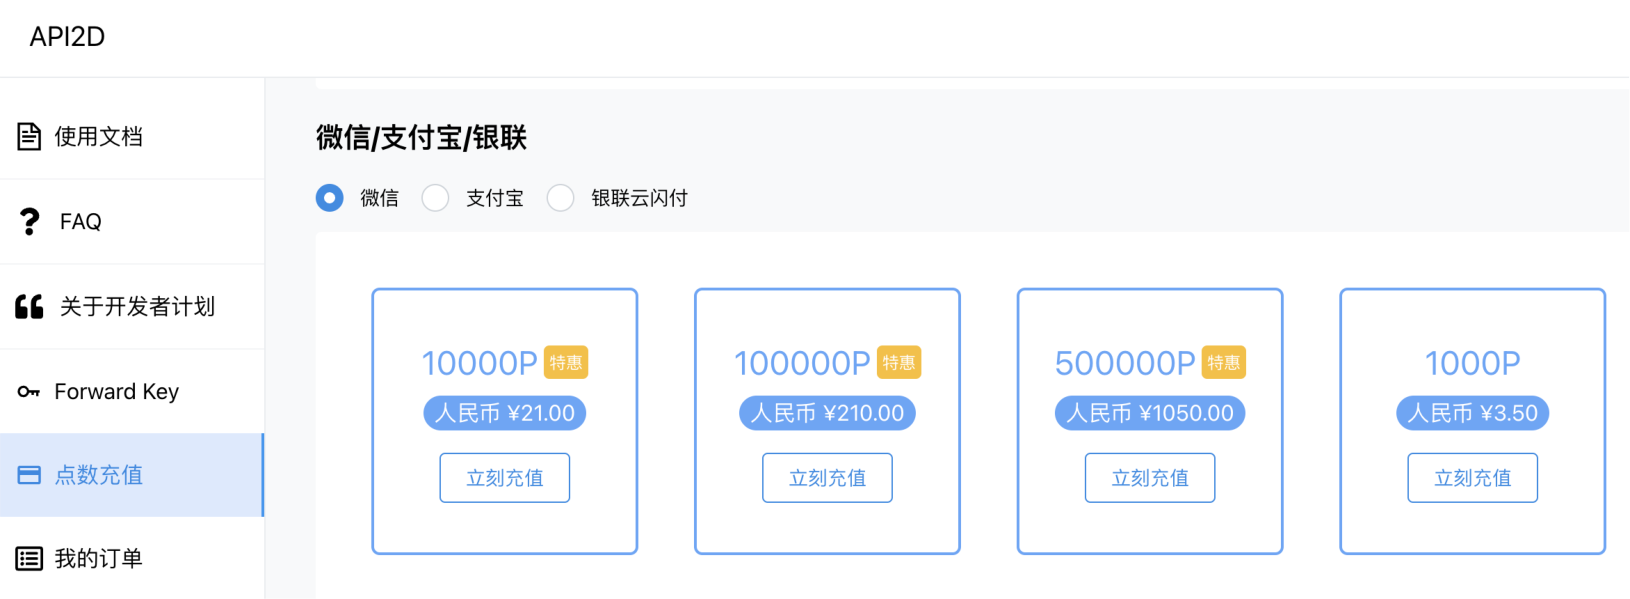 API2D
使用文档
FAQ
关于开发者计划
Forward Key
点数充值
我的订单
微信/支付宝/银联
微信 支付宝 银联云闪付
10000P 特惠
人民币 ¥21.00
立刻充值
100000P 特惠
人民币 ¥210.00
立刻充值
500000P 特惠
人民币 ¥1050.00
立刻充值
1000P
人民币 ¥3.50
立刻充值